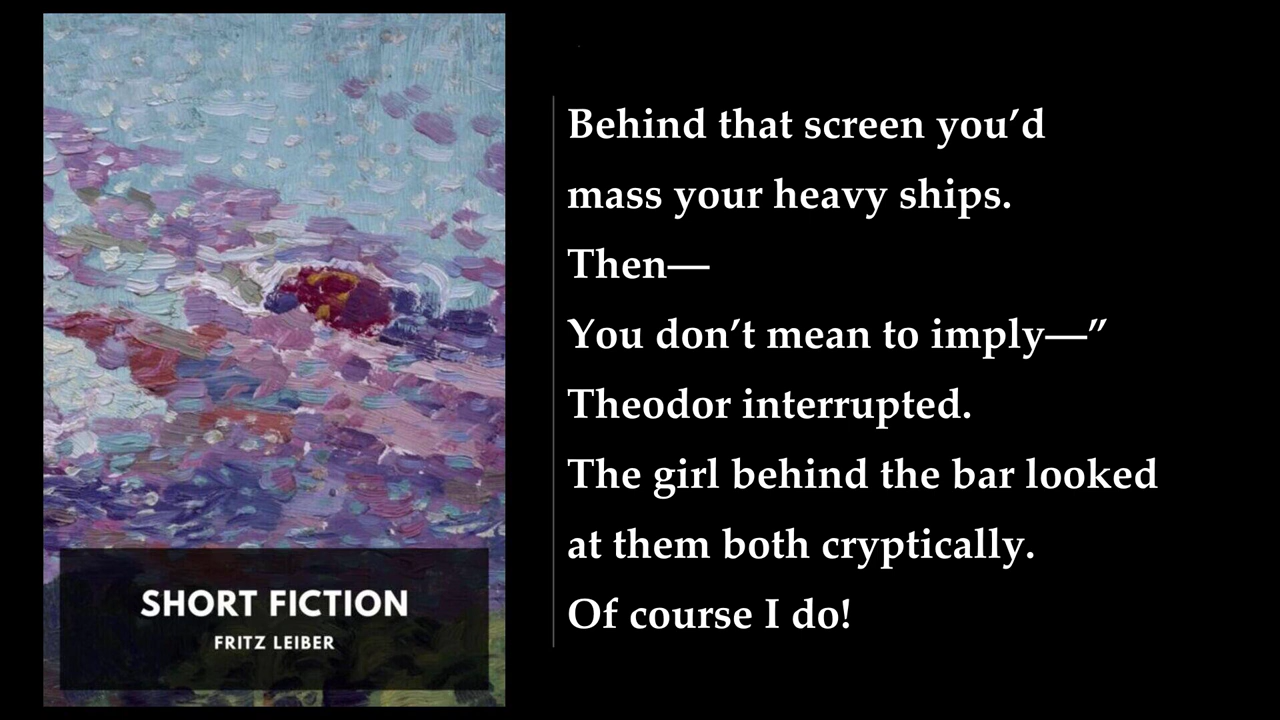 SHORT FICTION
FRITZ LEIBER
Behind that screen you’d
mass your heavy ships.
Then—
You don’t mean to imply—”
Theodor interrupted.
The girl behind the bar looked
at them both cryptically.
Of course I do!